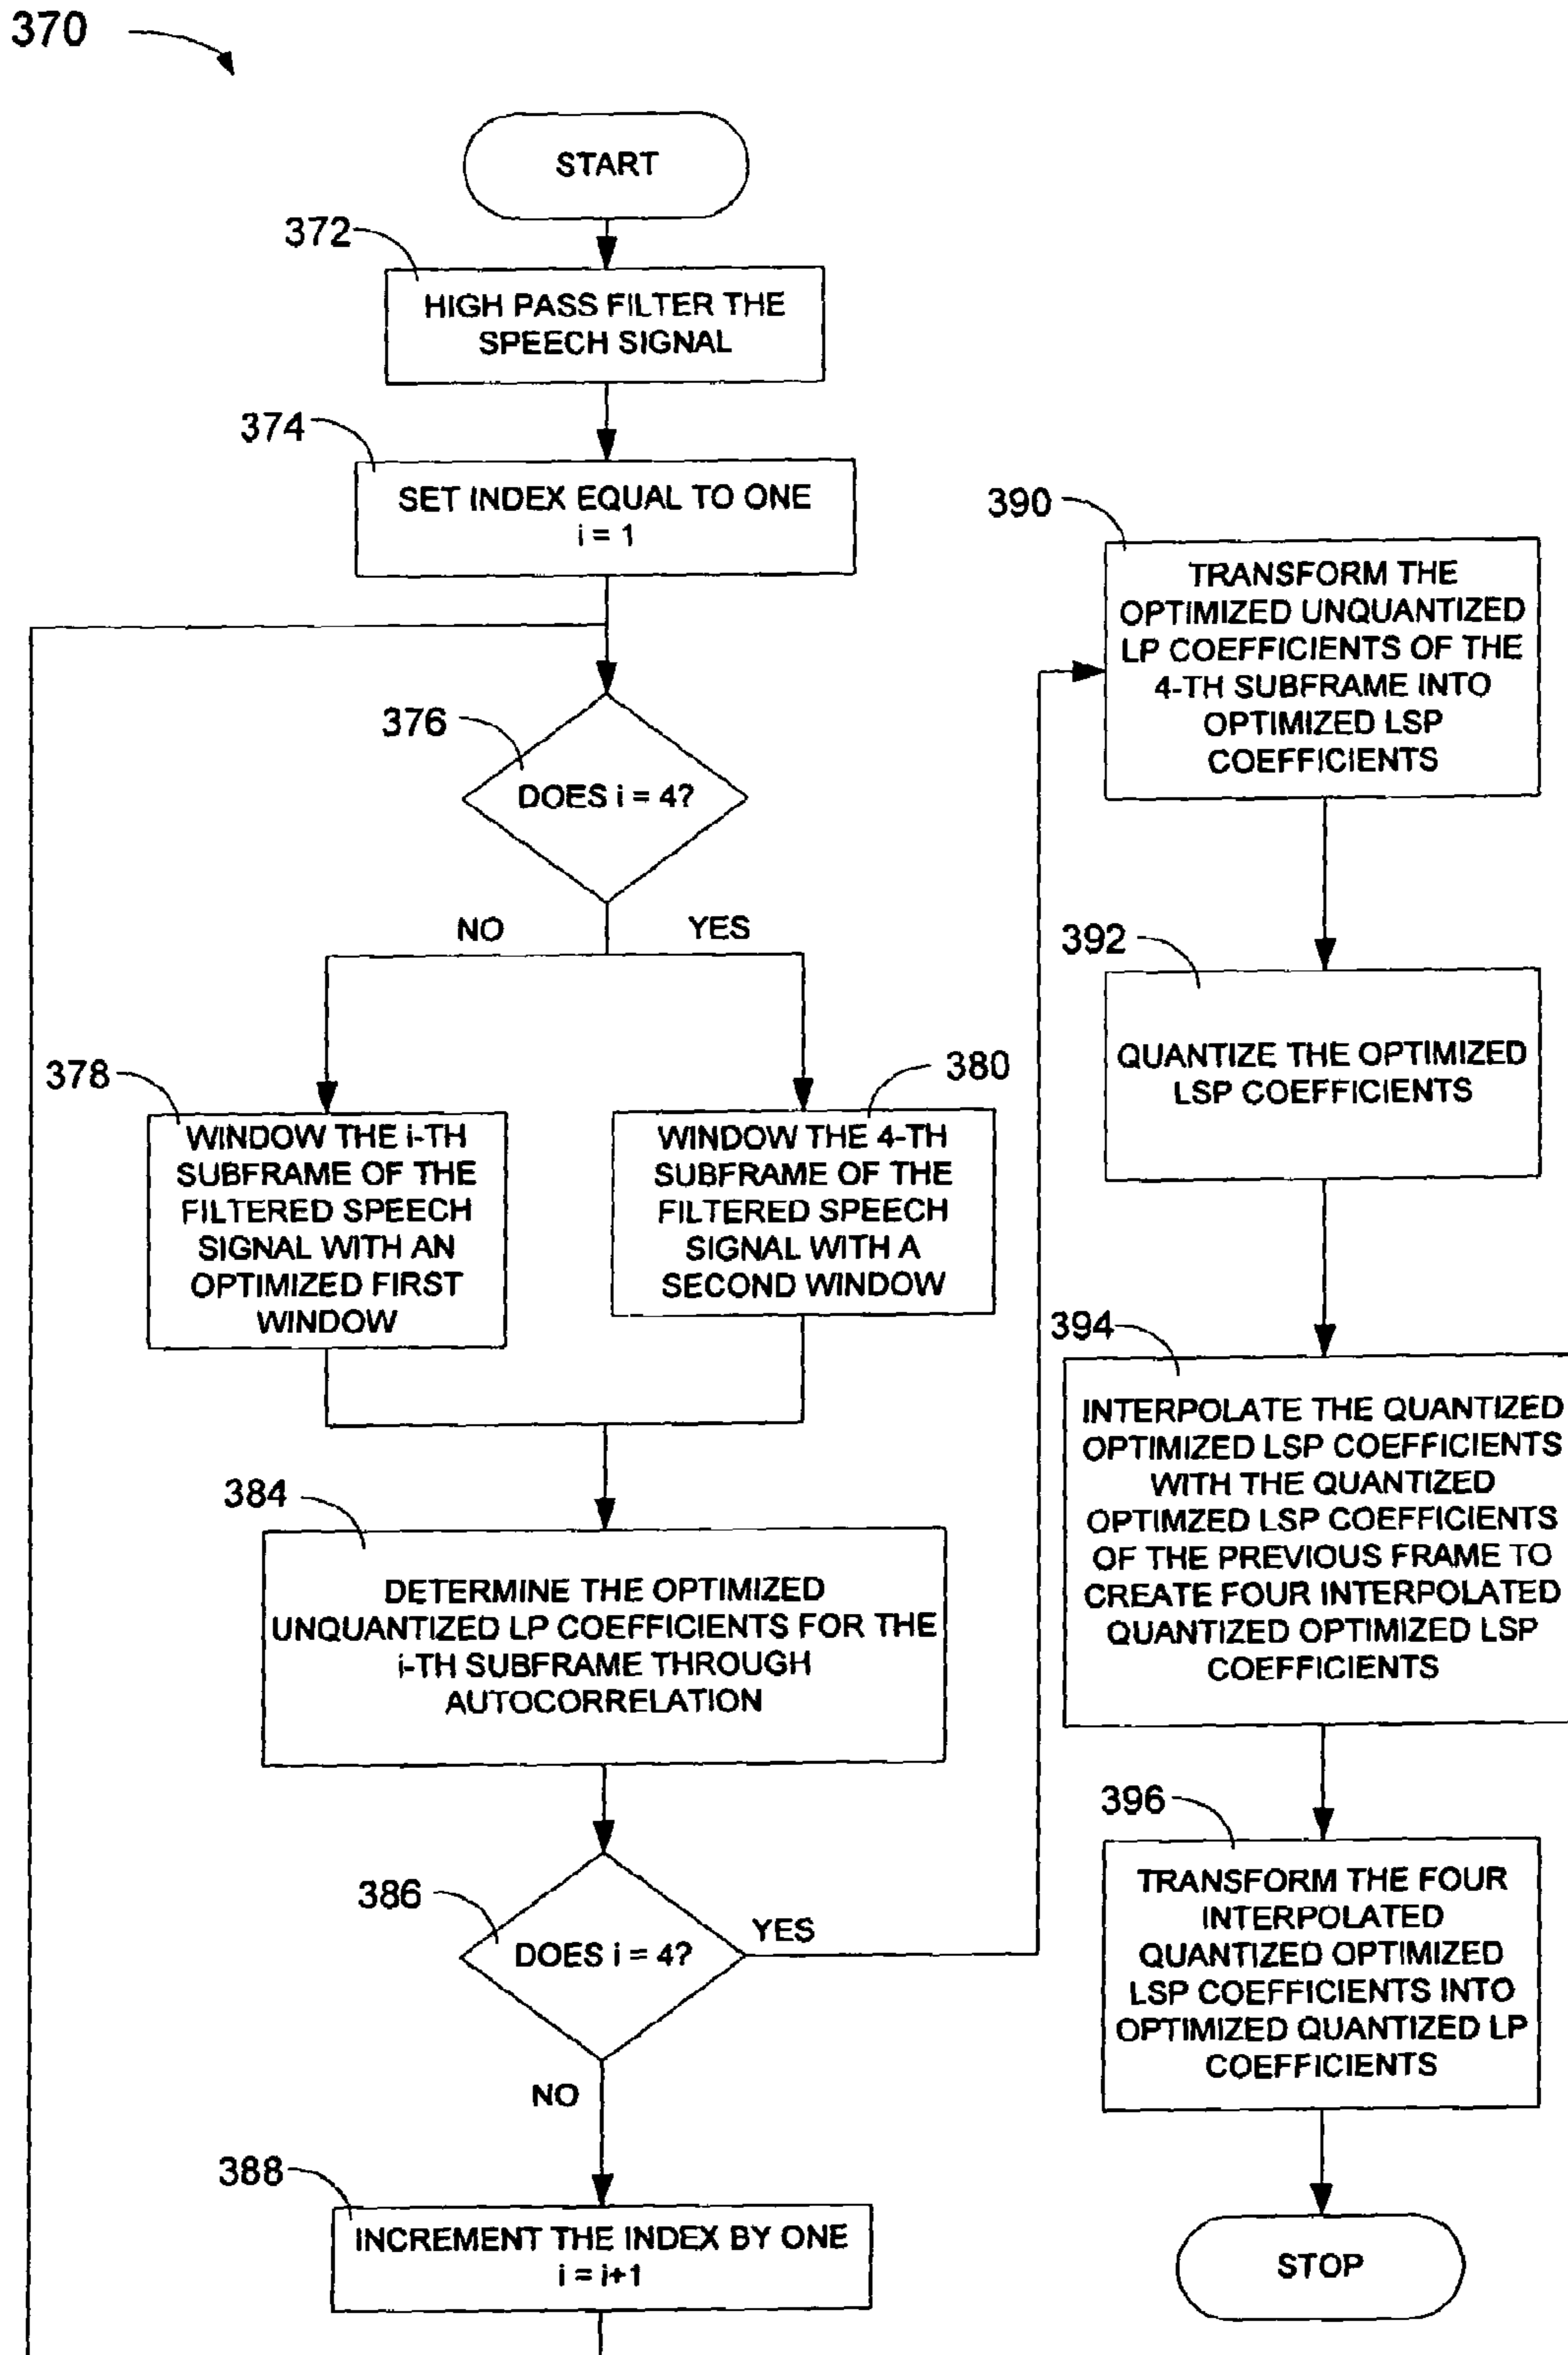 370
START
372
HIGH PASS FILTER THE
SPEECH SIGNAL
374
SET INDEX EQUAL TO ONE
i = 1
376
DOES i = 4?
NO
YES
378
WINDOW THE i-TH
SUBFRAME OF THE
FILTERED SPEECH
SIGNAL WITH AN
OPTIMIZED FIRST
WINDOW
380
WINDOW THE 4-TH
SUBFRAME OF THE
FILTERED SPEECH
SIGNAL WITH A
SECOND WINDOW
384
DETERMINE THE OPTIMIZED
UNQUANTIZED LP COEFFICIENTS FOR THE
i-TH SUBFRAME THROUGH
AUTOCORRELATION
386
DOES i = 4?
YES
NO
388
INCREMENT THE INDEX BY ONE
i = i+1
390
TRANSFORM THE
OPTIMIZED UNQUANTIZED
LP COEFFICIENTS OF THE
4-TH SUBFRAME INTO
OPTIMIZED LSP
COEFFICIENTS
392
QUANTIZE THE OPTIMIZED
LSP COEFFICIENTS
394
INTERPOLATE THE QUANTIZED
OPTIMIZED LSP COEFFICIENTS
WITH THE QUANTIZED
OPTIMZED LSP COEFFICIENTS
OF THE PREVIOUS FRAME TO
CREATE FOUR INTERPOLATED
QUANTIZED OPTIMIZED LSP
COEFFICIENTS
396
TRANSFORM THE FOUR
INTERPOLATED
QUANTIZED OPTIMIZED
LSP COEFFICIENTS INTO
OPTIMIZED QUANTIZED LP
COEFFICIENTS
STOP